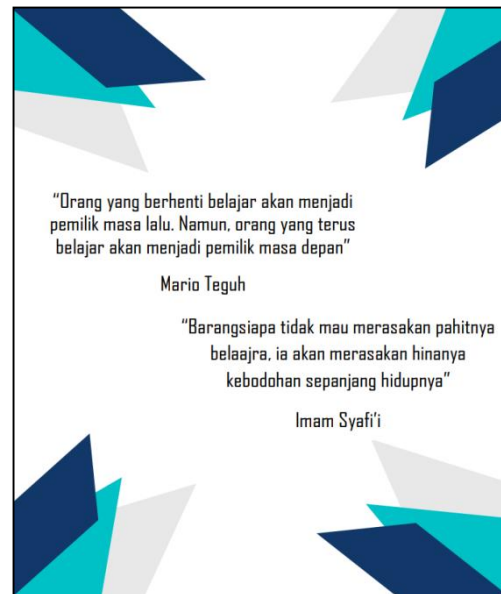 “Orang yang berhenti belajar akan menjadi
pemilik masa lalu. Namun, orang yang terus
belajar akan menjadi pemilik masa depan”
Mario Teguh
“Barangsiapa tidak mau merasakan pahitnya
belaajra, ia akan merasakan hinanya
kebodohan sepanjang hidupnya”
Imam Syafi’i